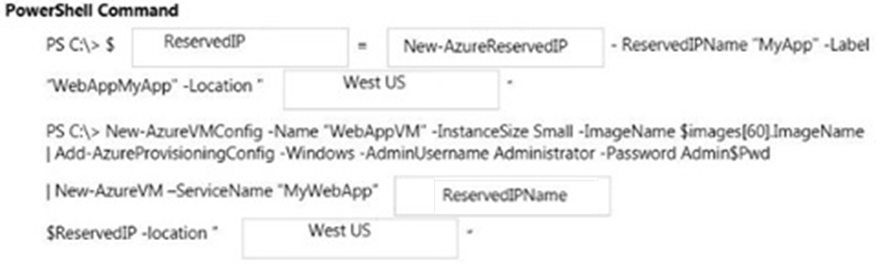 PowerShell Command
PS C:\> $ ReservedIP = New-AzureReservedIP - ReservedIPName "MyApp" -Label
"WebAppMyApp" -Location " West US "
PS C:\> New-AzureVMConfig -Name "WebAppVM" -InstanceSize Small -ImageName $images[60].ImageName
| Add-AzureProvisioningConfig -Windows -AdminUsername Administrator -Password Admin$Pwd
| New-AzureVM –ServiceName "MyWebApp" ReservedIPName
$ReservedIP -location " West US "